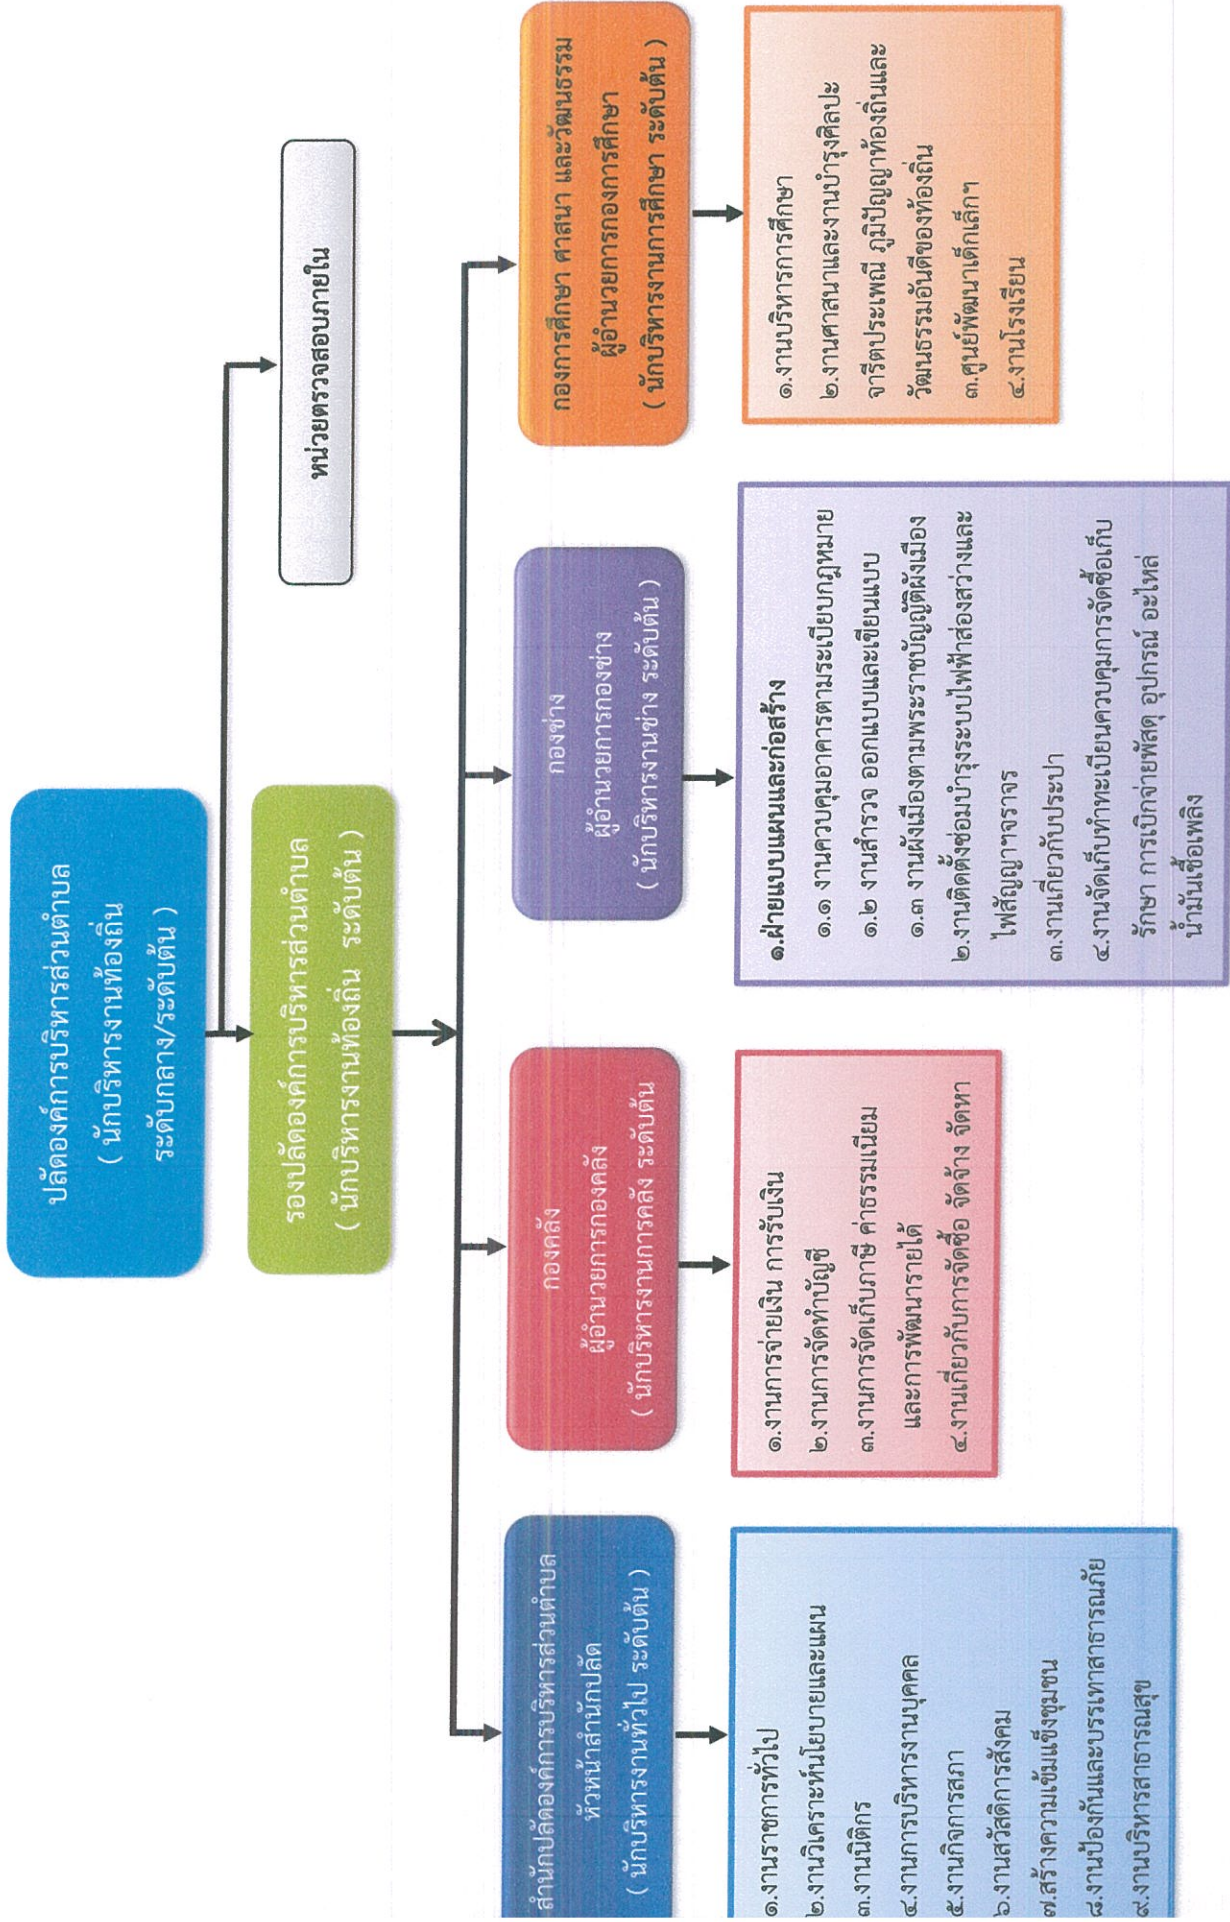 ปลัดองค์การบริหารส่วนตำบล
( นักบริหารงานท้องถิ่น
ระดับกลาง/ระดับต้น )
หน่วยตรวจสอบภายใน
รองปลัดองค์การบริหารส่วนตำบล
( นักบริหารงานท้องถิ่น ระดับต้น )
สำนักปลัดองค์การบริหารส่วนตำบล
หัวหน้าสำนักปลัด
( นักบริหารงานทั่วไป ระดับต้น )
๑.งานราชการทั่วไป
๒.งานวิเคราะห์นโยบายและแผน
๓.งานนิติกร
๔.งานการบริหารงานบุคคล
๕.งานกิจการสภา
๖.งานสวัสดิการสังคม
๗.สร้างความเข้มแข็งชุมชน
๘.งานป้องกันและบรรเทาสาธารณภัย
๙.งานบริหารสาธารณสุข
กองคลัง
ผู้อำนวยการกองคลัง
( นักบริหารงานการคลัง ระดับต้น )
๑.งานการจ่ายเงิน การรับเงิน
๒.งานการจัดทำบัญชี
๓.งานการจัดเก็บภาษี ค่าธรรมเนียม
และการพัฒนารายได้
๔.งานเกี่ยวกับการจัดซื้อ จัดจ้าง จัดหา
กองช่าง
ผู้อำนวยการกองช่าง
( นักบริหารงานช่าง ระดับต้น )
๑.ฝ่ายแบบแผนและก่อสร้าง
๑.๑ งานควบคุมอาคารตามระเบียบกฎหมาย
๑.๒ งานสำรวจ ออกแบบและเขียนแบบ
๑.๓ งานผังเมืองตามพระราชบัญญัติผังเมือง
๒.งานติดตั้งซ่อมบำรุงระบบไฟฟ้าส่องสว่างและ
ไฟสัญญาฯจราจร
๓.งานเกี่ยวกับประปา
๔.งานจัดเก็บทำทะเบียนควบคุมการจัดซื้อเก็บ
รักษา การเบิกจ่ายพัสดุ อุปกรณ์ อะไหล่
น้ำมันเชื้อเพลิง
กองการศึกษา ศาสนา และวัฒนธรรม
ผู้อำนวยการกองการศึกษา
( นักบริหารงานการศึกษา ระดับต้น )
๑.งานบริหารการศึกษา
๒.งานศาสนาและงานบำรุงศิลปะ
จารีตประเพณี ภูมิปัญญาท้องถิ่นและ
วัฒนธรรมอันดีของท้องถิ่น
๓.ศูนย์พัฒนาเด็กเล็กฯ
๔.งานโรงเรียน